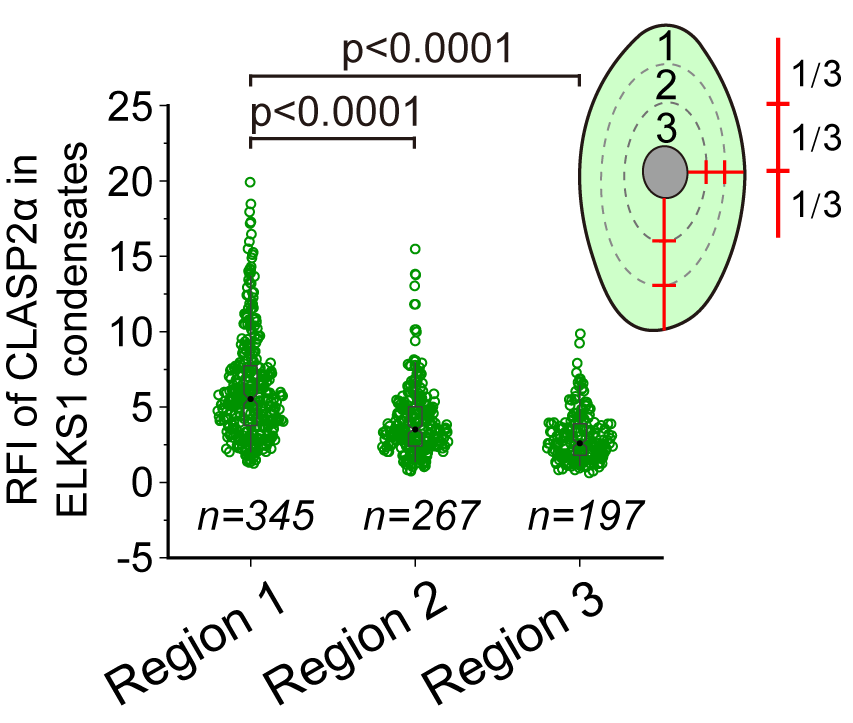 p<0.0001
p<0.0001
RFI of CLASP2α in
ELKS1 condensates
25
20
15
10
5
0
-5
n=345
n=267
n=197
Region 1
Region 2
Region 3
1
2
3
1/3
1/3
1/3